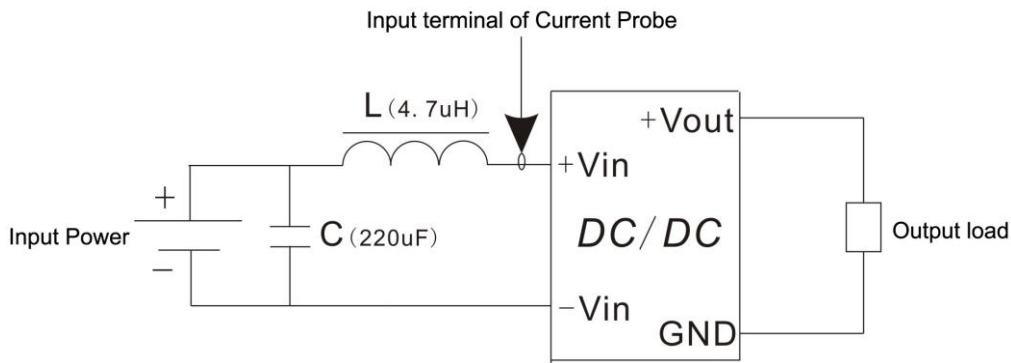 Input terminal of Current Probe
L(4. 7uH)
+Vout
+Vin
+
Input Power
C(220uF)
DC/DC
Output load
−
−Vin
GND